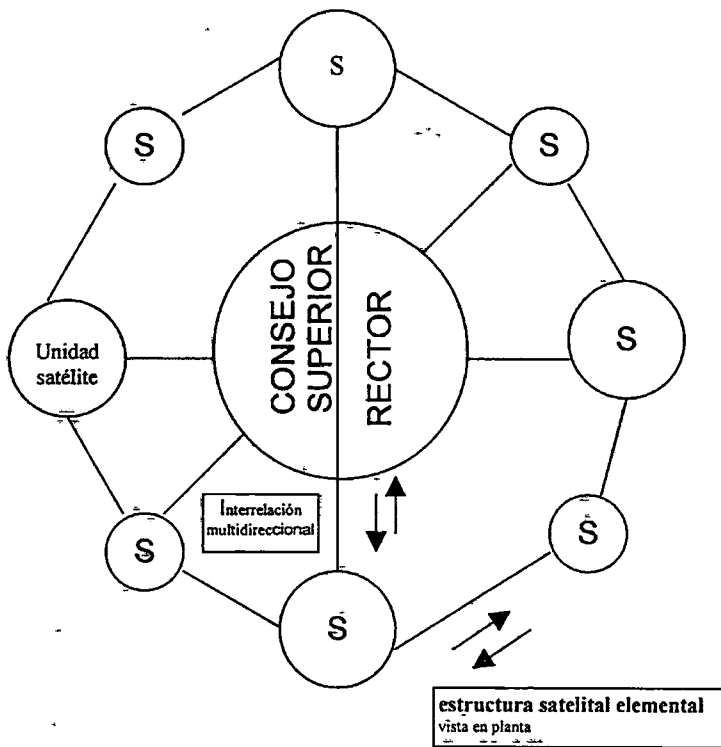 S
S
S
CONSEJO
SUPERIOR
RECTOR
Unidad
satélite
S
Interrelación
multidireccional
S
S
S
estructura satelital elemental
vista en planta